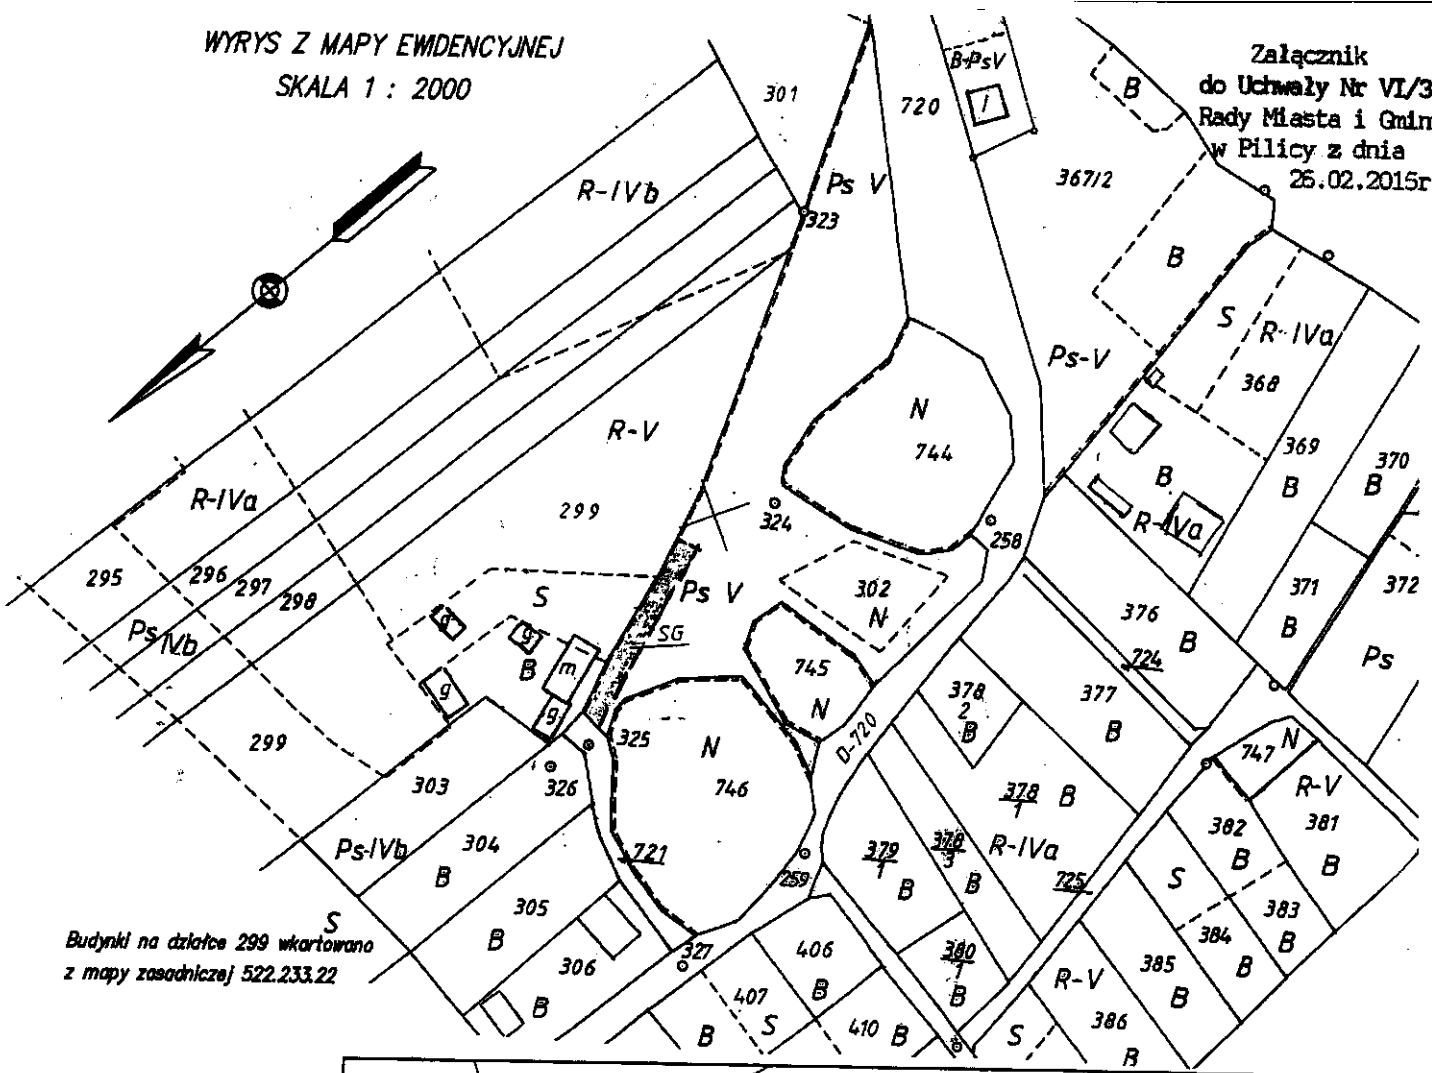 WYRYS Z MAPY EWIDENCYJNEJ
SKALA 1 : 2000
Załącznik
do Uchwały Nr VI/3
Rady Miasta i Gmin
w Pilicy z dnia
26.02.2015r
301
720
B-PsV
B
R-IVb
Ps V
367/2
323
B
S
R-IVa
Ps-V
368
N
744
R-V
369
B
370
B
B
R-IVa
R-IVa
299
324
258
295
296
297
298
S
Ps V
302
N
371
B
372
376
B
724
Ps
Ps IVb
g
g
B
m
SG
745
N
g
g
378
2
B
377
B
299
325
N
746
D-720
747
N
303
326
378
1
B
R-V
Ps-IVb
304
B
721
379
1
B
378
3
B
R-IVa
382
B
381
B
259
725
S
305
B
383
B
S
Budynki na działce 299 wkartowano
z mapy zasadniczej 522.233.22
327
406
B
380
1
B
384
B
306
B
R-V
385
B
407
S
B
410 B
S
386
B